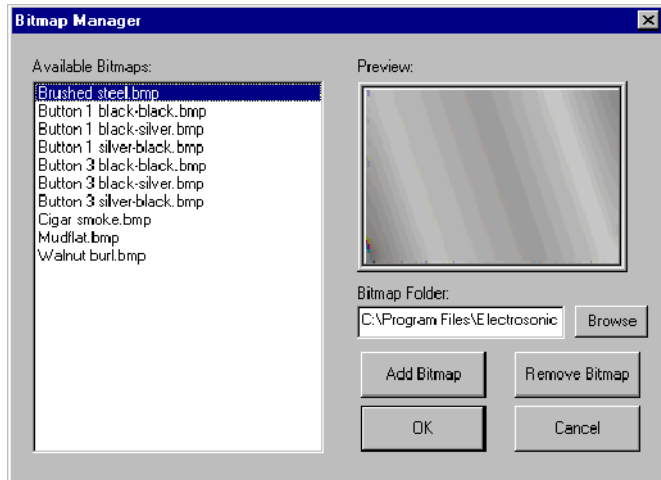 Bitmap Manager
Available Bitmaps:
Brushed steel.bmp
Button 1 black-black.bmp
Button 1 black-silver.bmp
Button 1 silver-black.bmp
Button 3 black-black.bmp
Button 3 black-silver.bmp
Button 3 silver-black.bmp
Cigar smoke.bmp
Mudflat.bmp
Walnut burl.bmp
Preview:
Bitmap Folder:
C:\Program Files\Electrosonic
Browse
Add Bitmap
Remove Bitmap
OK
Cancel